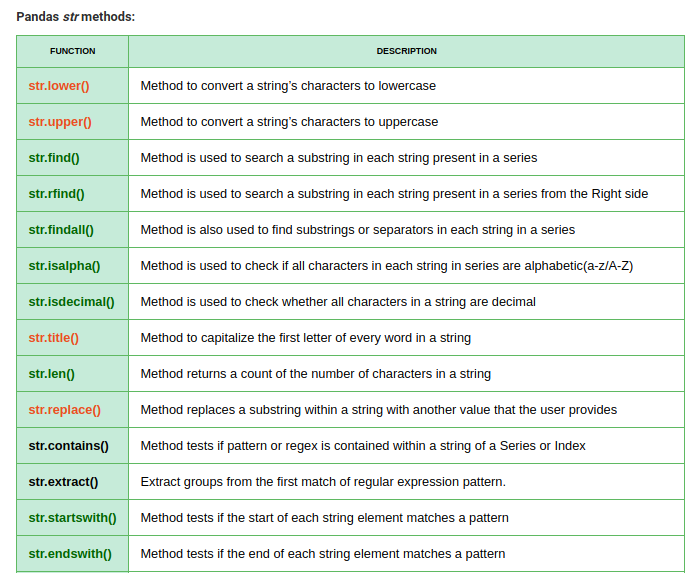 Pandas str methods:
FUNCTION DESCRIPTION
str.lower() Method to convert a string’s characters to lowercase
str.upper() Method to convert a string’s characters to uppercase
str.find() Method is used to search a substring in each string present in a series
str.rfind() Method is used to search a substring in each string present in a series from the Right side
str.findall() Method is also used to find substrings or separators in each string in a series
str.isalpha() Method is used to check if all characters in each string in series are alphabetic(a-z/A-Z)
str.isdecimal() Method is used to check whether all characters in a string are decimal
str.title() Method to capitalize the first letter of every word in a string
str.len() Method returns a count of the number of characters in a string
str.replace() Method replaces a substring within a string with another value that the user provides
str.contains() Method tests if pattern or regex is contained within a string of a Series or Index
str.extract() Extract groups from the first match of regular expression pattern.
str.startswith() Method tests if the start of each string element matches a pattern
str.endswith() Method tests if the end of each string element matches a pattern